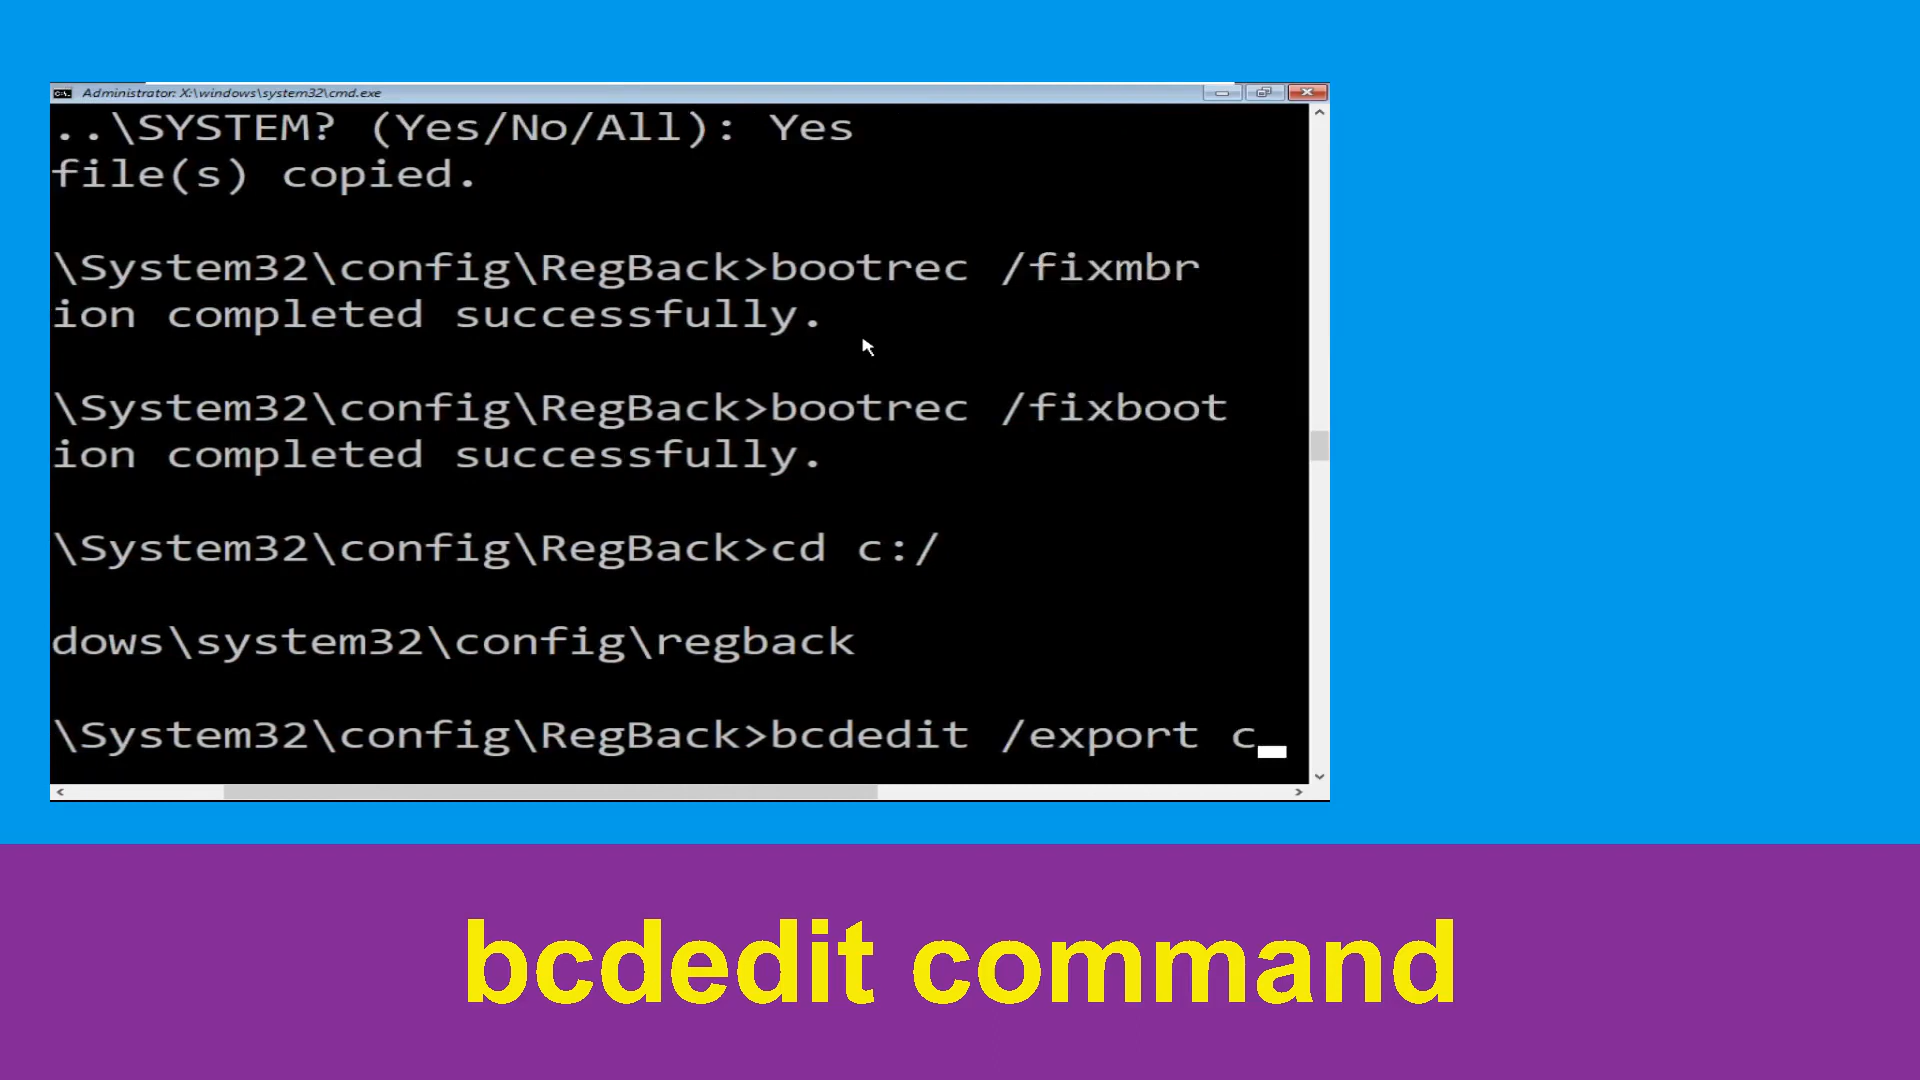 Administrator: X:\windows\system32\cmd.exe
..\SYSTEM? (Yes/No/All): Yes
file(s) copied.
\System32\config\RegBack>bootrec /fixmbr
ion completed successfully.
\System32\config\RegBack>bootrec /fixboot
ion completed successfully.
\System32\config\RegBack>cd c:/
dows\system32\config\regback
\System32\config\RegBack>bcdedit /export c
bcdedit command